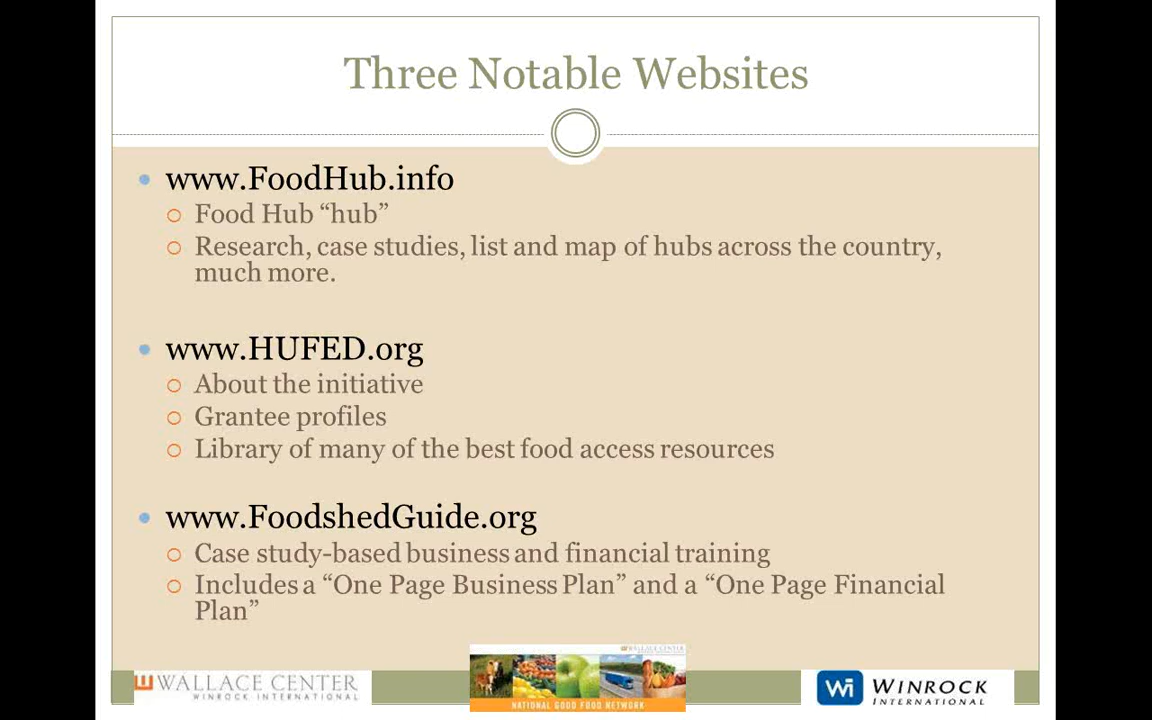 Three Notable Websites
www.FoodHub.info
Food Hub “hub”
Research, case studies, list and map of hubs across the country,
much more.
www.HUFED.org
About the initiative
Grantee profiles
Library of many of the best food access resources
www.FoodshedGuide.org
Case study-based business and financial training
Includes a “One Page Business Plan” and a “One Page Financial
Plan”
WALLACE CENTER
WINROCK INTERNATIONAL
WALLACE CENTER
NATIONAL GOOD FOOD NETWORK
Wi WINROCK
INTERNATIONAL